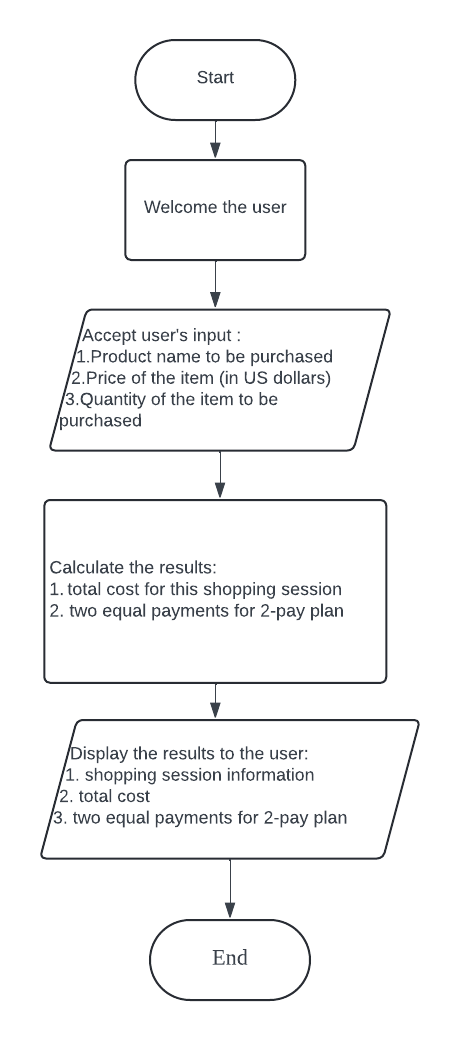 Start
Welcome the user
Accept user's input :
1.Product name to be purchased
2.Price of the item (in US dollars)
3.Quantity of the item to be
purchased
Calculate the results:
1. total cost for this shopping session
2. two equal payments for 2-pay plan
Display the results to the user:
1. shopping session information
2. total cost
3. two equal payments for 2-pay plan
End